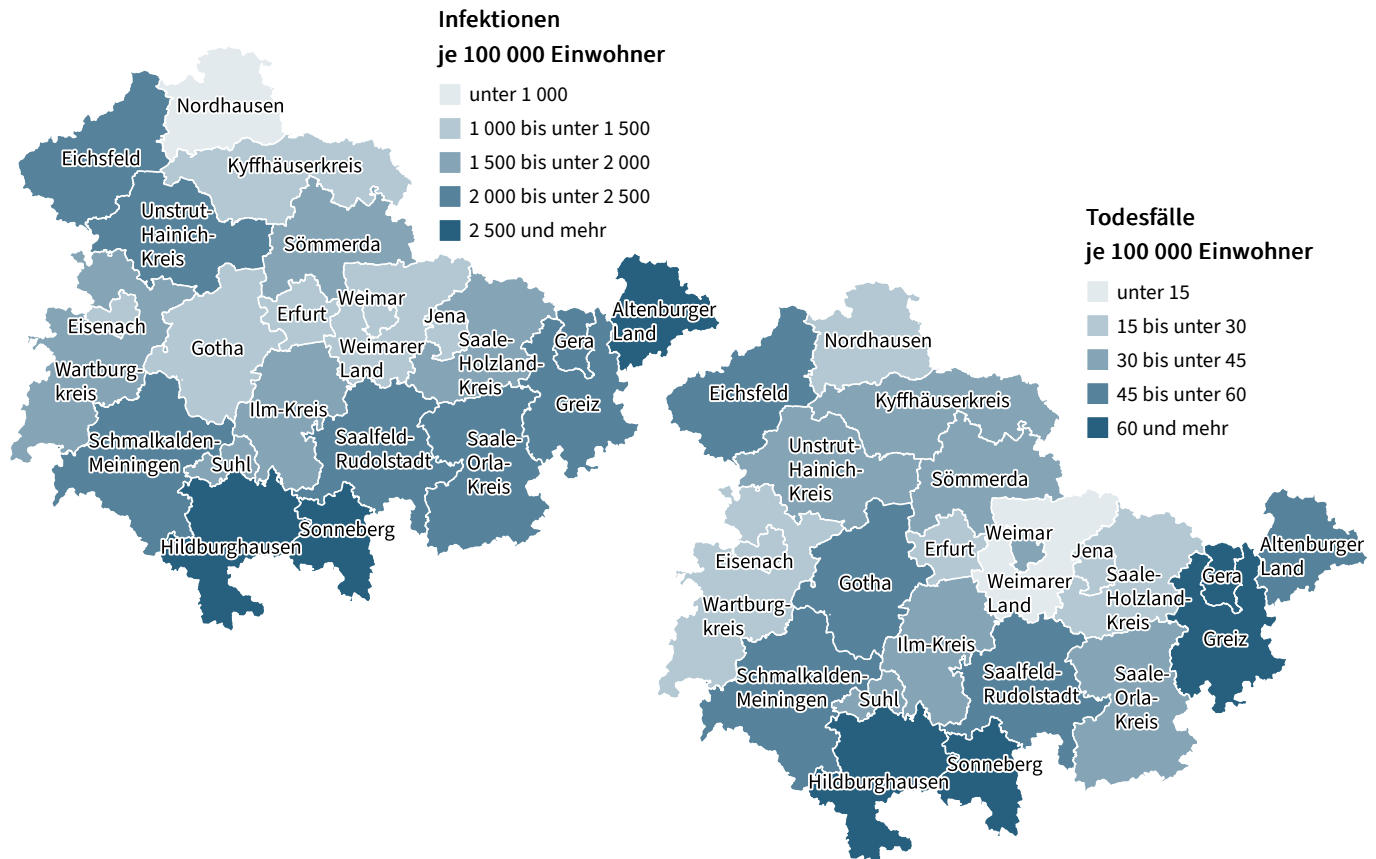 Infektionen
je 100 000 Einwohner
unter 1 000
1 000 bis unter 1 500
1 500 bis unter 2 000
2 000 bis unter 2 500
2 500 und mehr
Nordhausen
Eichsfeld
Kyffhäuserkreis
Unstrut-
Hainich-
Kreis
Sömmerda
Eisenach
Wartburg-
kreis
Gotha
Erfurt
Weimar
Weimarer
Land
Jena
Saale-
Holzland-
Kreis
Gera
Altenburger
Land
Greiz
Ilm-Kreis
Schmalkalden-
Meiningen
Suhl
Saalfeld-
Rudolstadt
Saale-
Orla-
Kreis
Hildburghausen
Sonneberg
Todesfälle
je 100 000 Einwohner
unter 15
15 bis unter 30
30 bis unter 45
45 bis unter 60
60 und mehr
Nordhausen
Eichsfeld
Kyffhäuserkreis
Unstrut-
Hainich-
Kreis
Sömmerda
Eisenach
Wartburg-
kreis
Gotha
Erfurt
Weimar
Weimarer
Land
Jena
Saale-
Holzland-
Kreis
Gera
Altenburger
Land
Greiz
Ilm-Kreis
Schmalkalden-
Meiningen
Suhl
Saalfeld-
Rudolstadt
Saale-
Orla-
Kreis
Hildburghausen
Sonneberg